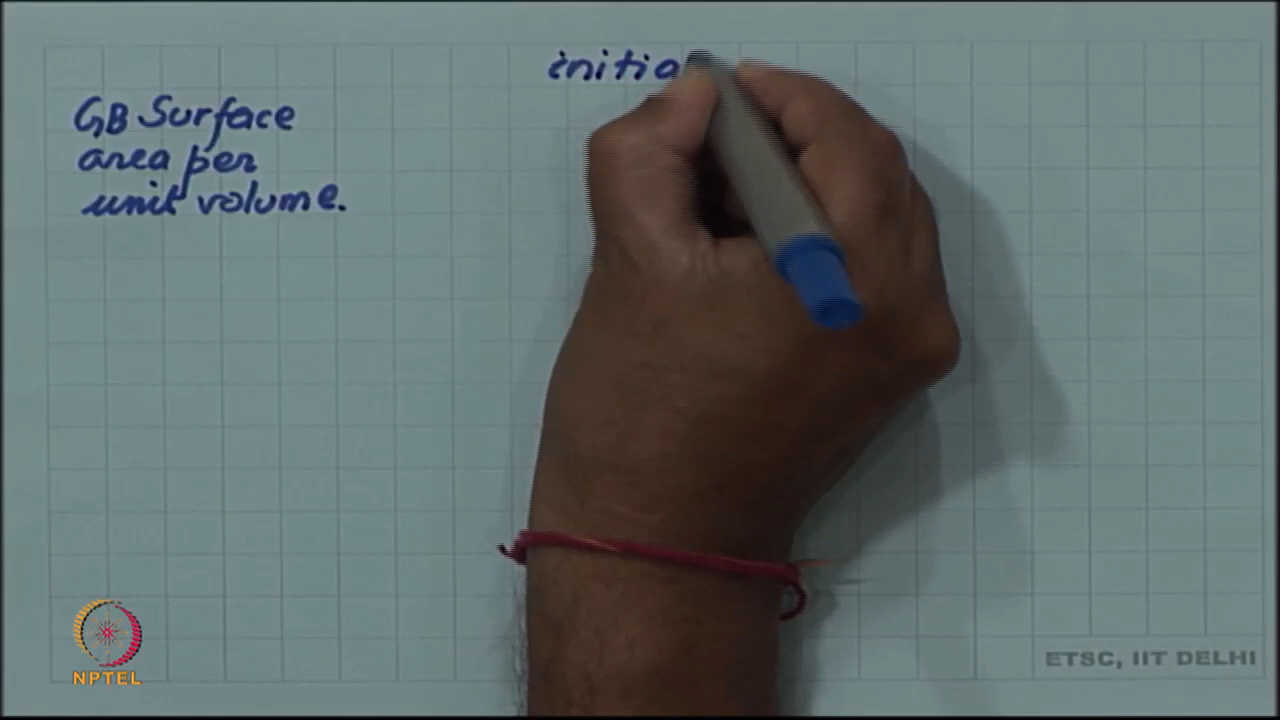 initia
GB Surface
area per
unit volume.
NPTEL
ETSC, IIT DELHI